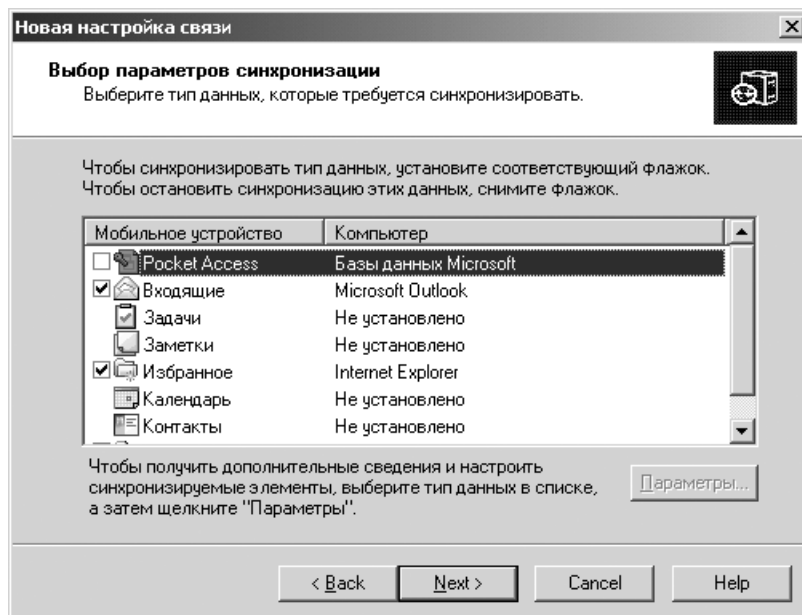 Новая настройка связи
Выбор параметров синхронизации
Выберите тип данных, которые требуется синхронизировать.
Чтобы синхронизировать тип данных, установите соответствующий флажок.
Чтобы остановить синхронизацию этих данных, снимите флажок.
Мобильное устройство Компьютер
Pocket Access Базы данных Microsoft
Входящие Microsoft Outlook
Задачи Не установлено
Заметки Не установлено
Избранное Internet Explorer
Календарь Не установлено
Контакты Не установлено
Чтобы получить дополнительные сведения и настроить
синхронизируемые элементы, выберите тип данных в списке,
а затем щелкните "Параметры".
Параметры...
< Back Next > Cancel Help